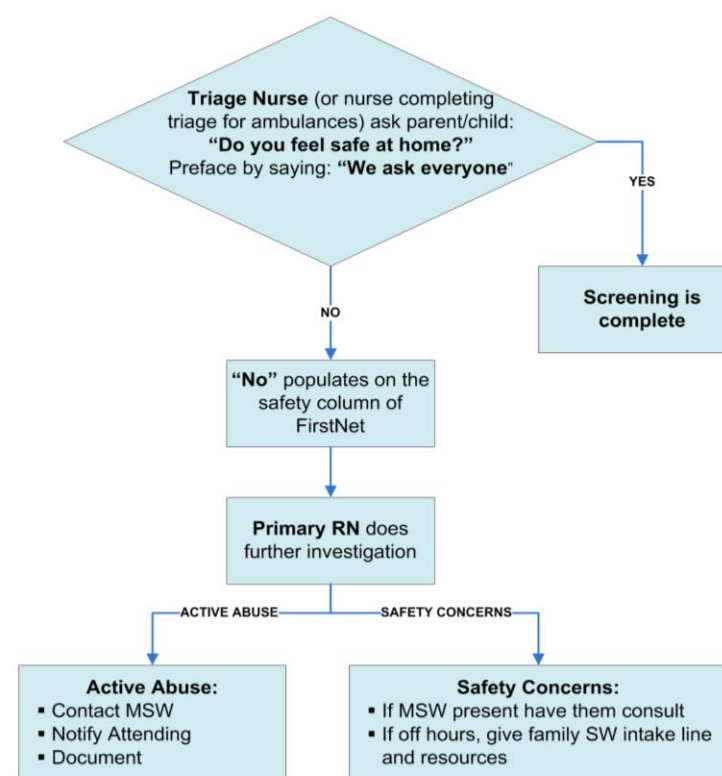 Triage Nurse (or nurse completing
triage for ambulances) ask parent/child:
“Do you feel safe at home?”
Preface by saying: “We ask everyone"
YES
Screening is
complete
NO
“No” populates on the
safety column of
FirstNet
Primary RN does
further investigation
ACTIVE ABUSE
SAFETY CONCERNS
Active Abuse:
▪ Contact MSW
▪ Notify Attending
▪ Document
Safety Concerns:
▪ If MSW present have them consult
▪ If off hours, give family SW intake line
and resources